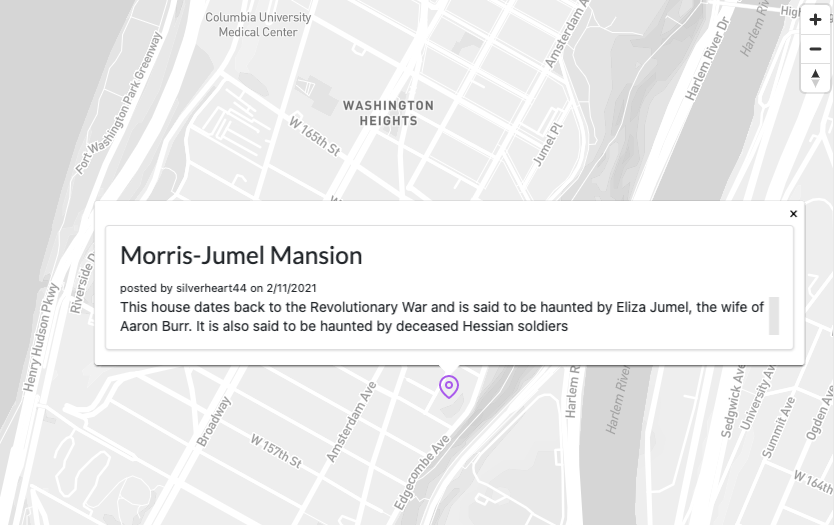 Columbia University
Medical Center
Amsterdam A
Harlem River Dr
Harlem River
High
+
−
Fort Washington Park Greenway
WASHINGTON
HEIGHTS
W 165th St
Jumel Pl
W
×
Morris-Jumel Mansion
posted by silverheart44 on 2/11/2021
This house dates back to the Revolutionary War and is said to be haunted by Eliza Jumel, the wife of
Aaron Burr. It is also said to be haunted by deceased Hessian soldiers
Riverside D
Henry Hudson Pkwy
Broadway
W 157th St
Amsterdam Ave
Edgecombe Ave
Harlem R
Harlem River
Sedgwick Ave
University Av
Summit Ave
Ogden Ave
W 164th